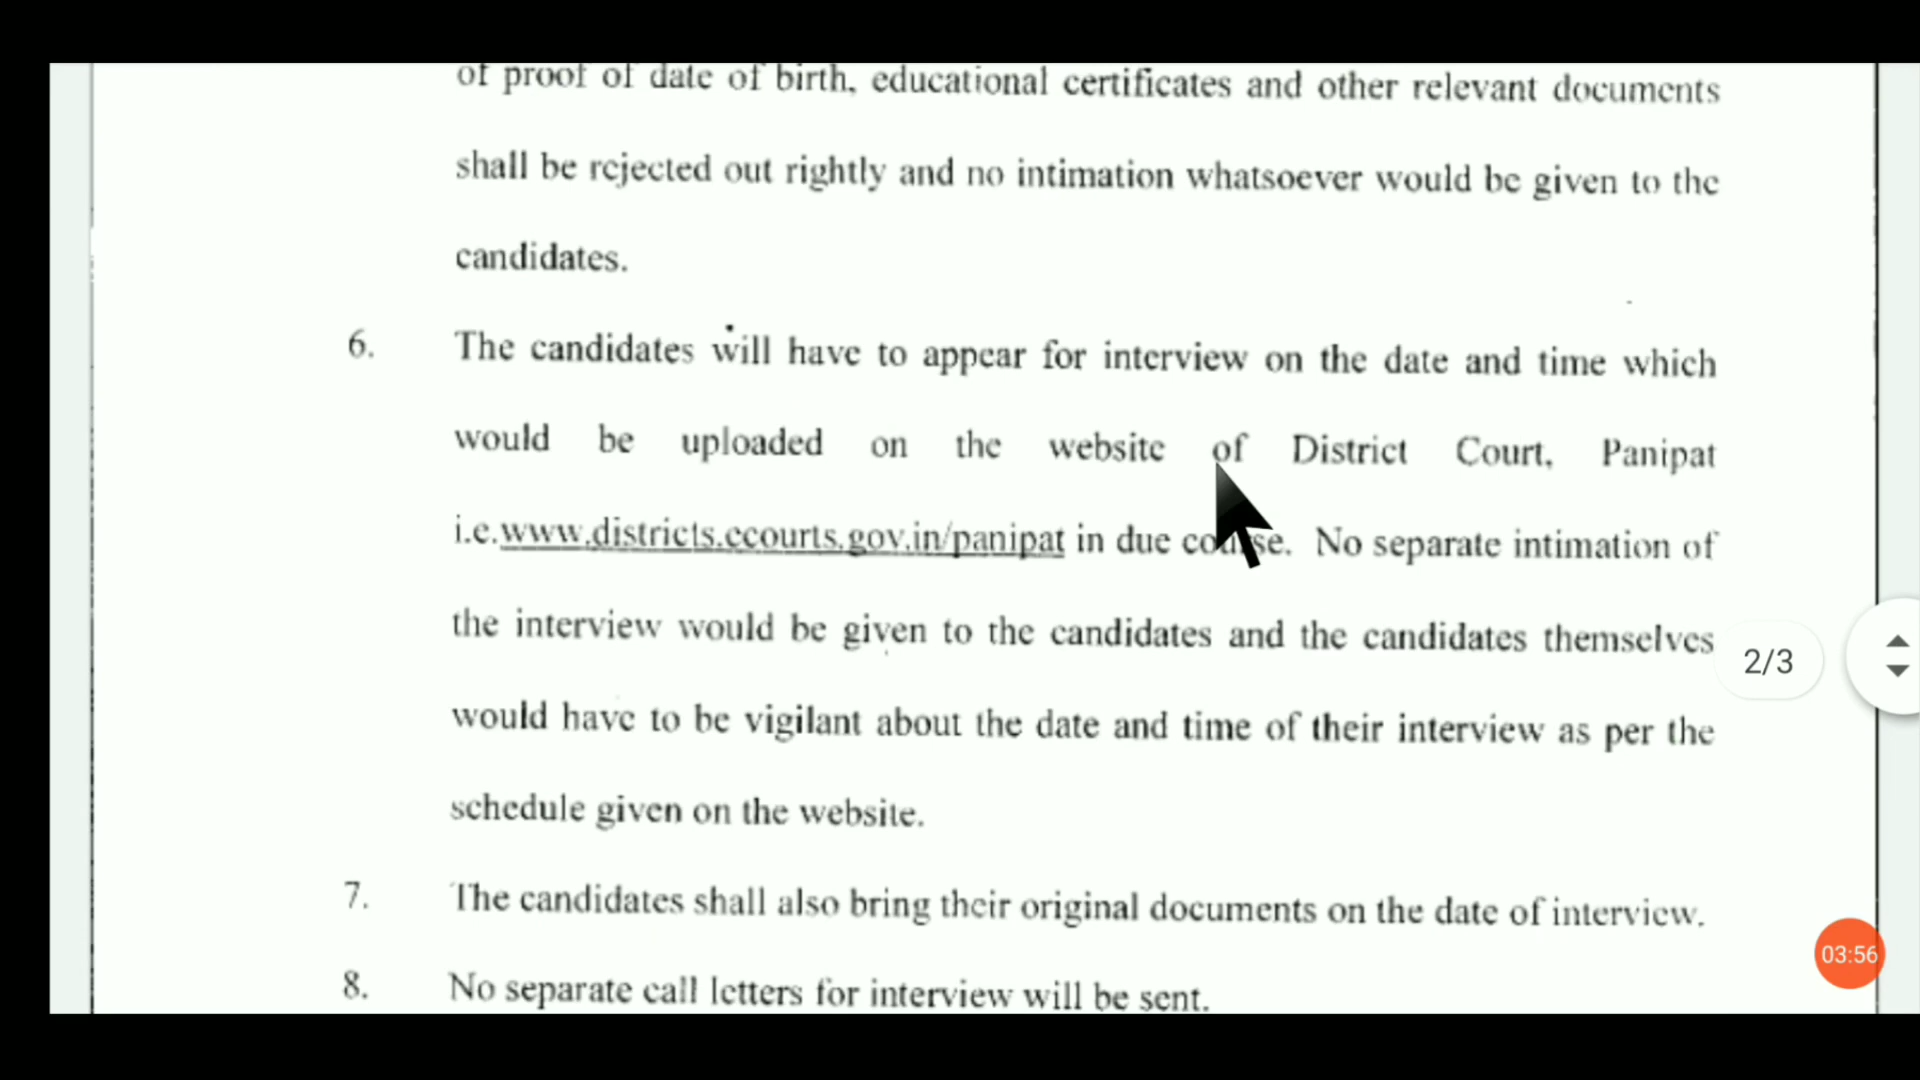 of proof of date of birth, educational certificates and other relevant documents
shall be rejected out rightly and no intimation whatsoever would be given to the
candidates.
6. The candidates will have to appear for interview on the date and time which
would be uploaded on the website of District Court, Panipat
i.e.www.districts.ecourts.gov.in/panipat in due course. No separate intimation of
the interview would be given to the candidates and the candidates themselves
would have to be vigilant about the date and time of their interview as per the
schedule given on the website.
2/3
7. The candidates shall also bring their original documents on the date of interview.
03:56
8. No separate call letters for interview will be sent.